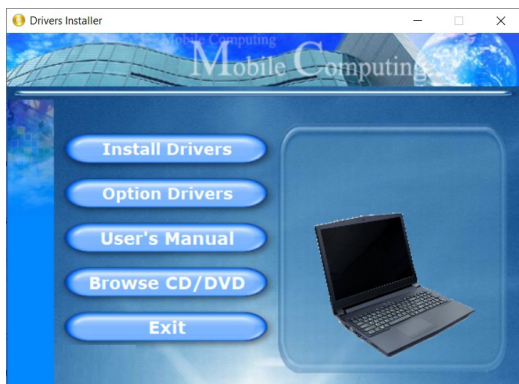 Drivers Installer
Mobile Computing
Mobile Computing
Install Drivers
Option Drivers
User's Manual
Browse CD/DVD
Exit